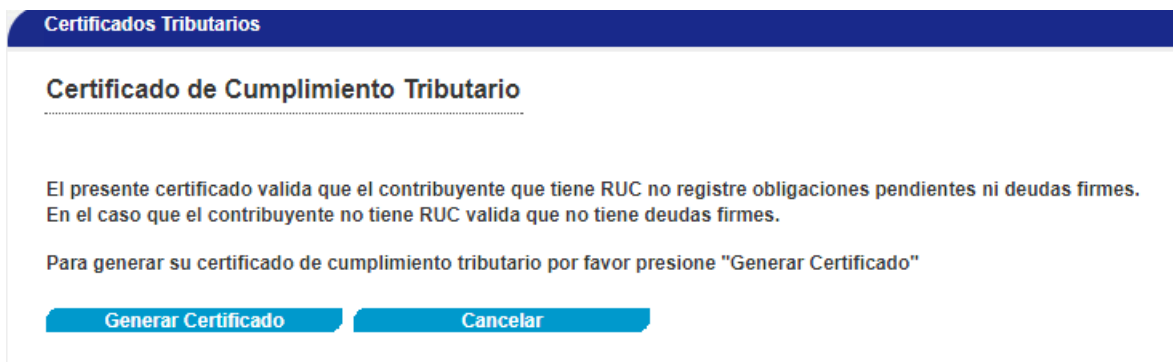 Certificados Tributarios
Certificado de Cumplimiento Tributario
El presente certificado valida que el contribuyente que tiene RUC no registre obligaciones pendientes ni deudas firmes.
En el caso que el contribuyente no tiene RUC valida que no tiene deudas firmes.
Para generar su certificado de cumplimiento tributario por favor presione "Generar Certificado"
Generar Certificado Cancelar